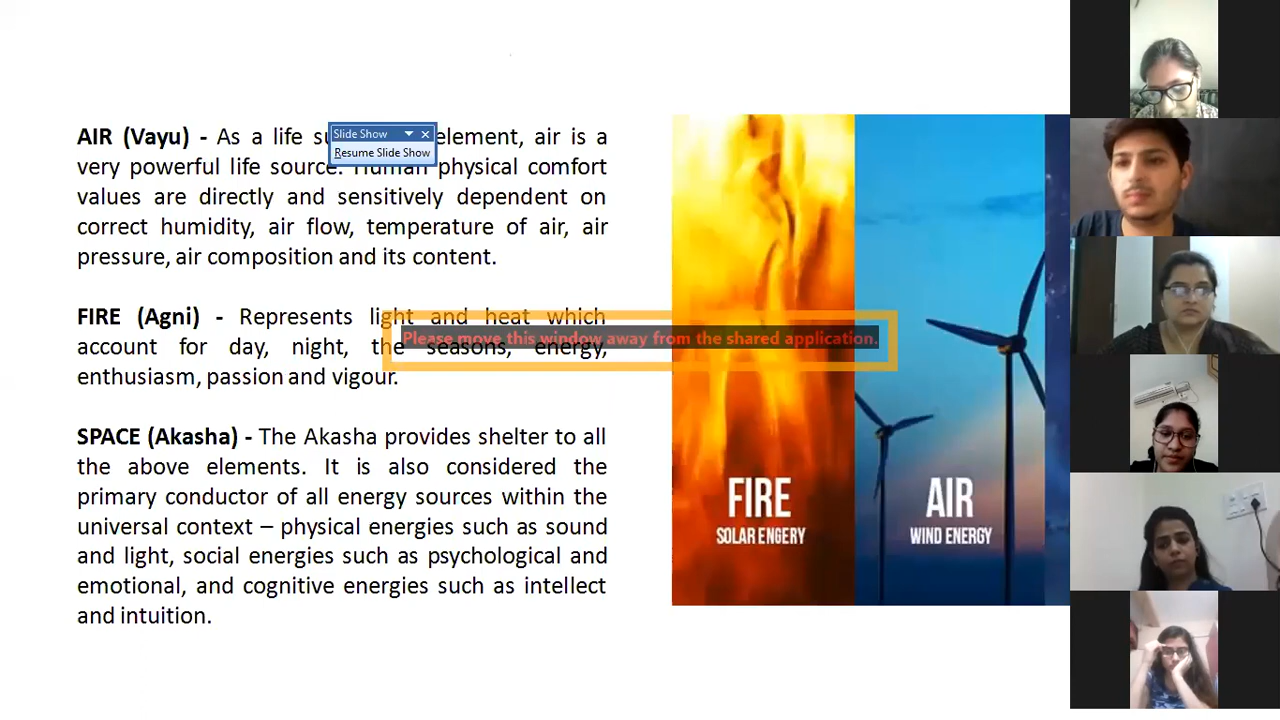 AIR (Vayu) - As a life su element, air is a
very powerful life source. Human physical comfort
values are directly and sensitively dependent on
correct humidity, air flow, temperature of air, air
pressure, air composition and its content.
Slide Show
Resume Slide Show
FIRE (Agni) - Represents light and heat which
account for day, night, the seasons, energy,
enthusiasm, passion and vigour.
Please move this window away from the shared application.
SPACE (Akasha) - The Akasha provides shelter to all
the above elements. It is also considered the
primary conductor of all energy sources within the
universal context – physical energies such as sound
and light, social energies such as psychological and
emotional, and cognitive energies such as intellect
and intuition.
FIRE
SOLAR ENGERY
AIR
WIND ENERGY